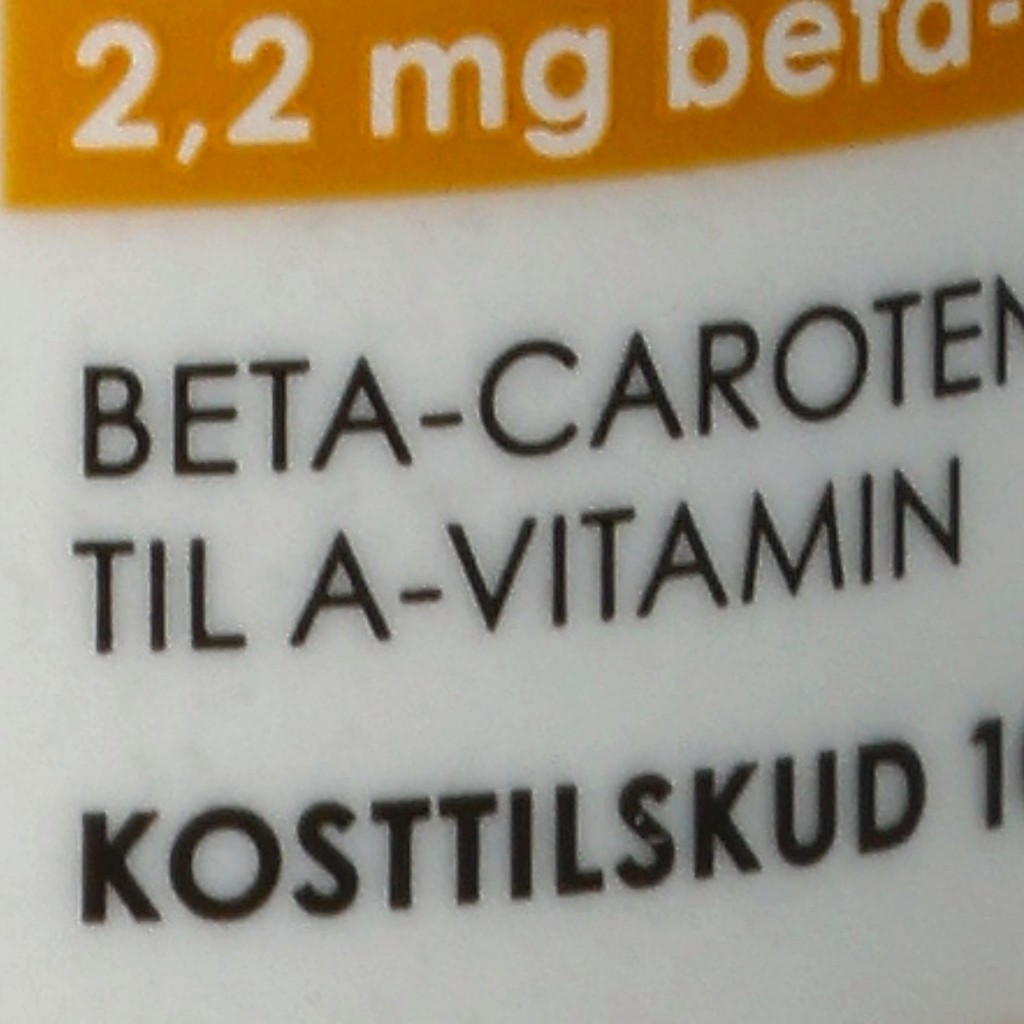 2,2 mg beta-
BETA-CAROTEN
TIL A-VITAMIN
KOSTTILSKUD